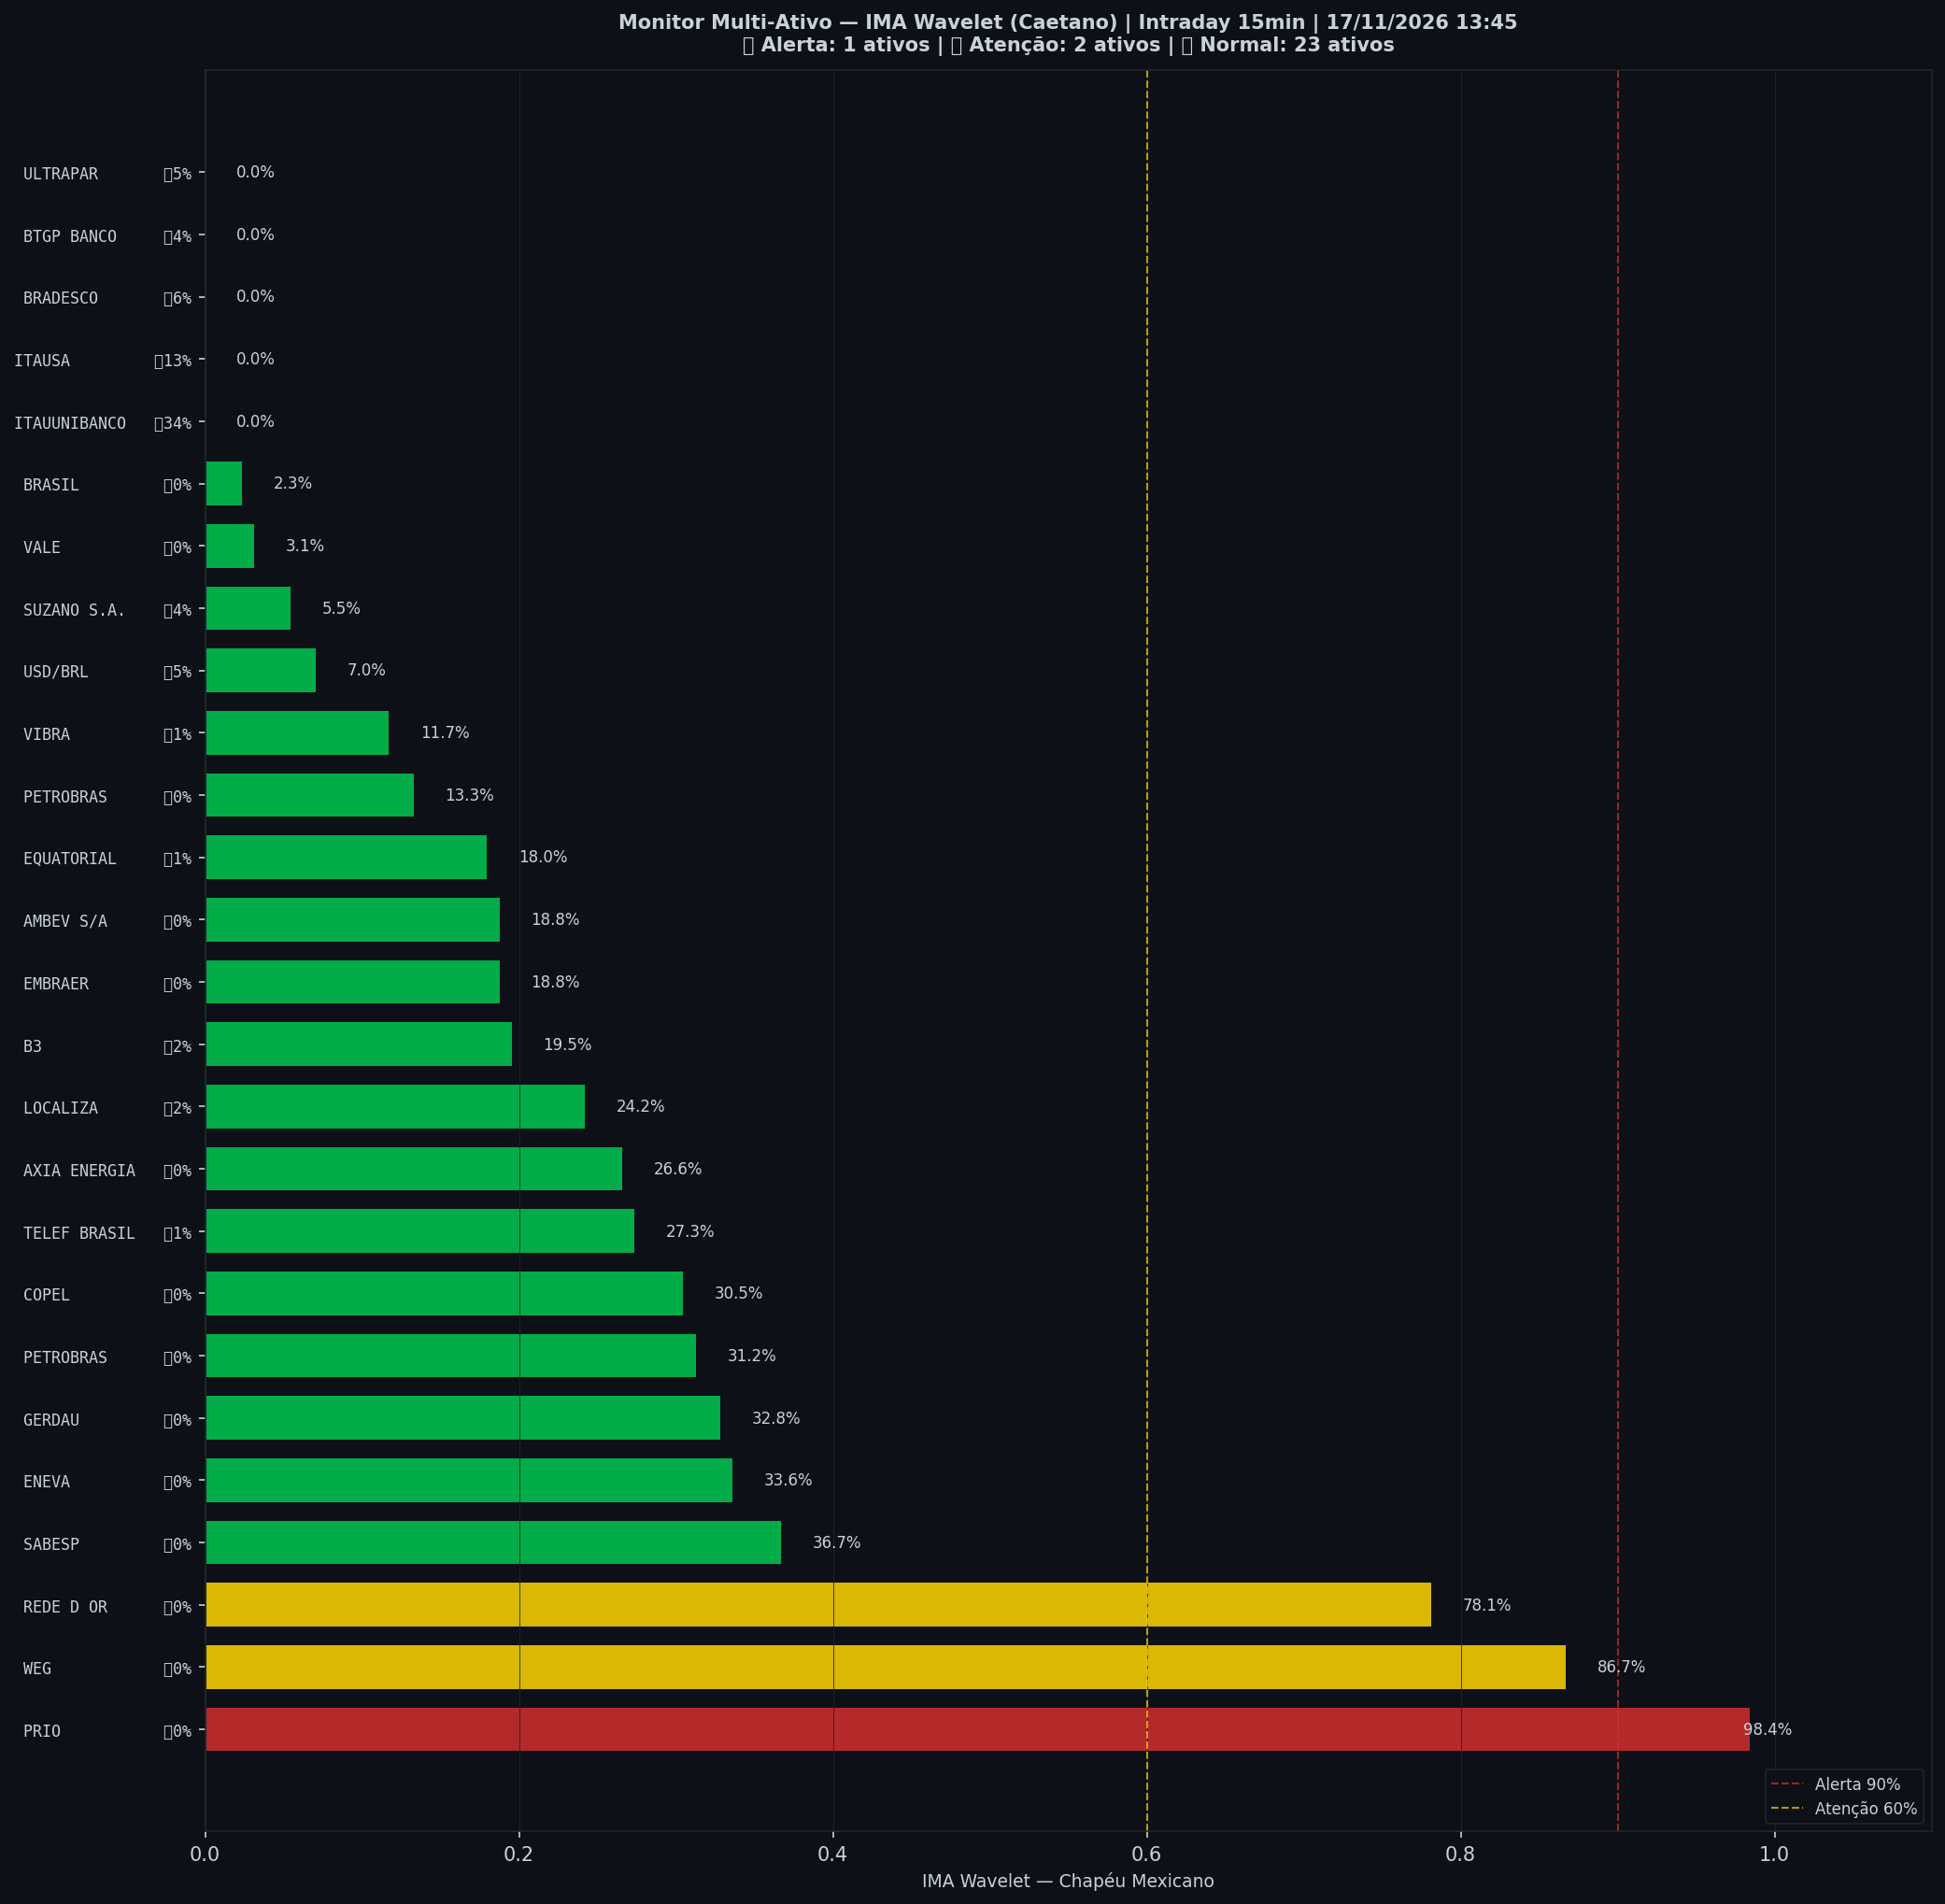 Monitor Multi-Ativo — IMA Wavelet (Caetano) | Intraday 15min | 17/11/2026 13:45
▯ Alerta: 1 ativos | ▯ Atenção: 2 ativos | ▯ Normal: 23 ativos
ULTRAPAR ▯5% 0.0%
BTGP BANCO ▯4% 0.0%
BRADESCO ▯6% 0.0%
ITAUSA ▯13% 0.0%
ITAUUNIBANCO ▯34% 0.0%
BRASIL ▯0% 2.3%
VALE ▯0% 3.1%
SUZANO S.A. ▯4% 5.5%
USD/BRL ▯5% 7.0%
VIBRA ▯1% 11.7%
PETROBRAS ▯0% 13.3%
EQUATORIAL ▯1% 18.0%
AMBEV S/A ▯0% 18.8%
EMBRAER ▯0% 18.8%
B3 ▯2% 19.5%
LOCALIZA ▯2% 24.2%
AXIA ENERGIA ▯0% 26.6%
TELEF BRASIL ▯1% 27.3%
COPEL ▯0% 30.5%
PETROBRAS ▯0% 31.2%
GERDAU ▯0% 32.8%
ENEVA ▯0% 33.6%
SABESP ▯0% 36.7%
REDE D OR ▯0% 78.1%
WEG ▯0% 86.7%
PRIO ▯0% 98.4%
Alerta 90%
Atenção 60%
0.0 0.2 0.4 0.6 0.8 1.0
IMA Wavelet — Chapéu Mexicano